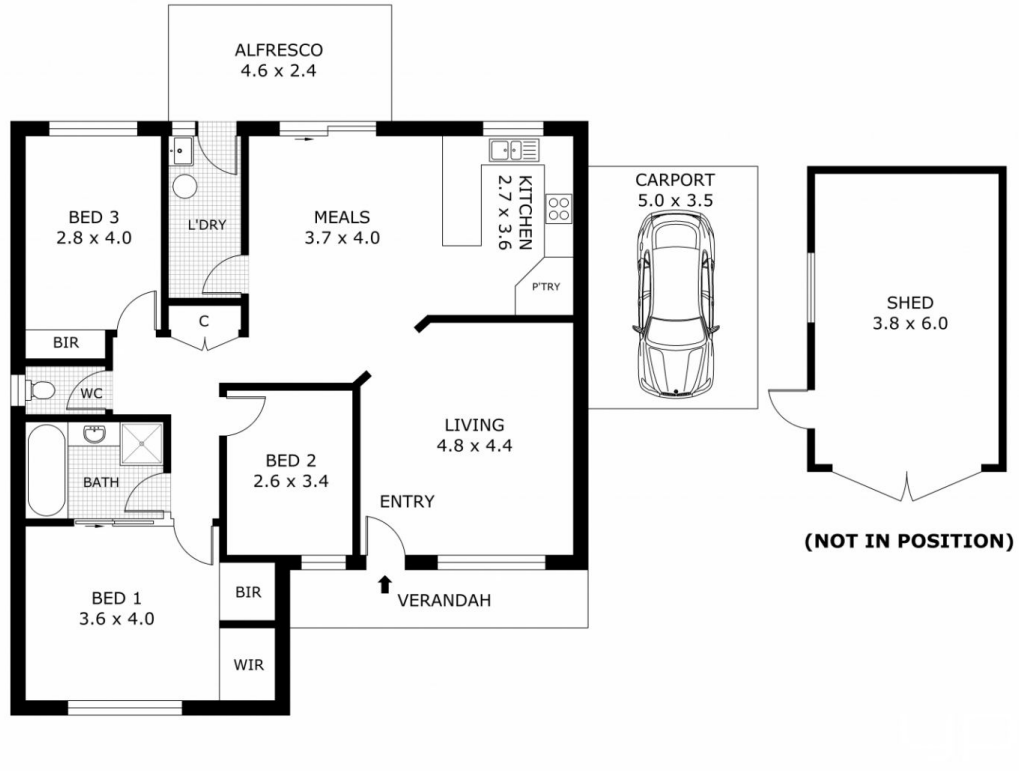 ALFRESCO
4.6 x 2.4
BED 3
2.8 x 4.0
L'DRY
MEALS
3.7 x 4.0
KITCHEN
2.7 x 3.6
P'TRY
CARPORT
5.0 x 3.5
SHED
3.8 x 6.0
C
BIR
WC
BATH
BED 2
2.6 x 3.4
LIVING
4.8 x 4.4
ENTRY
(NOT IN POSITION)
BED 1
3.6 x 4.0
BIR
VERANDAH
WIR